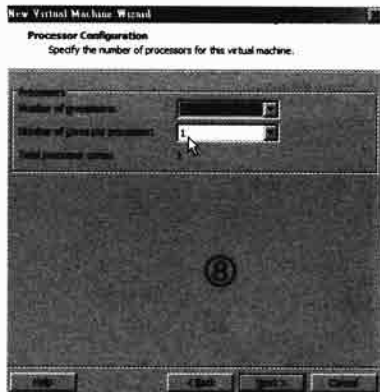 New Virtual Machine Wizard
Processor Configuration
Specify the number of processors for this virtual machine.
Processors
Number of processors:
Number of cores per processor:
1
Total processor cores:
⑧
Help
< Back
Next >
Cancel